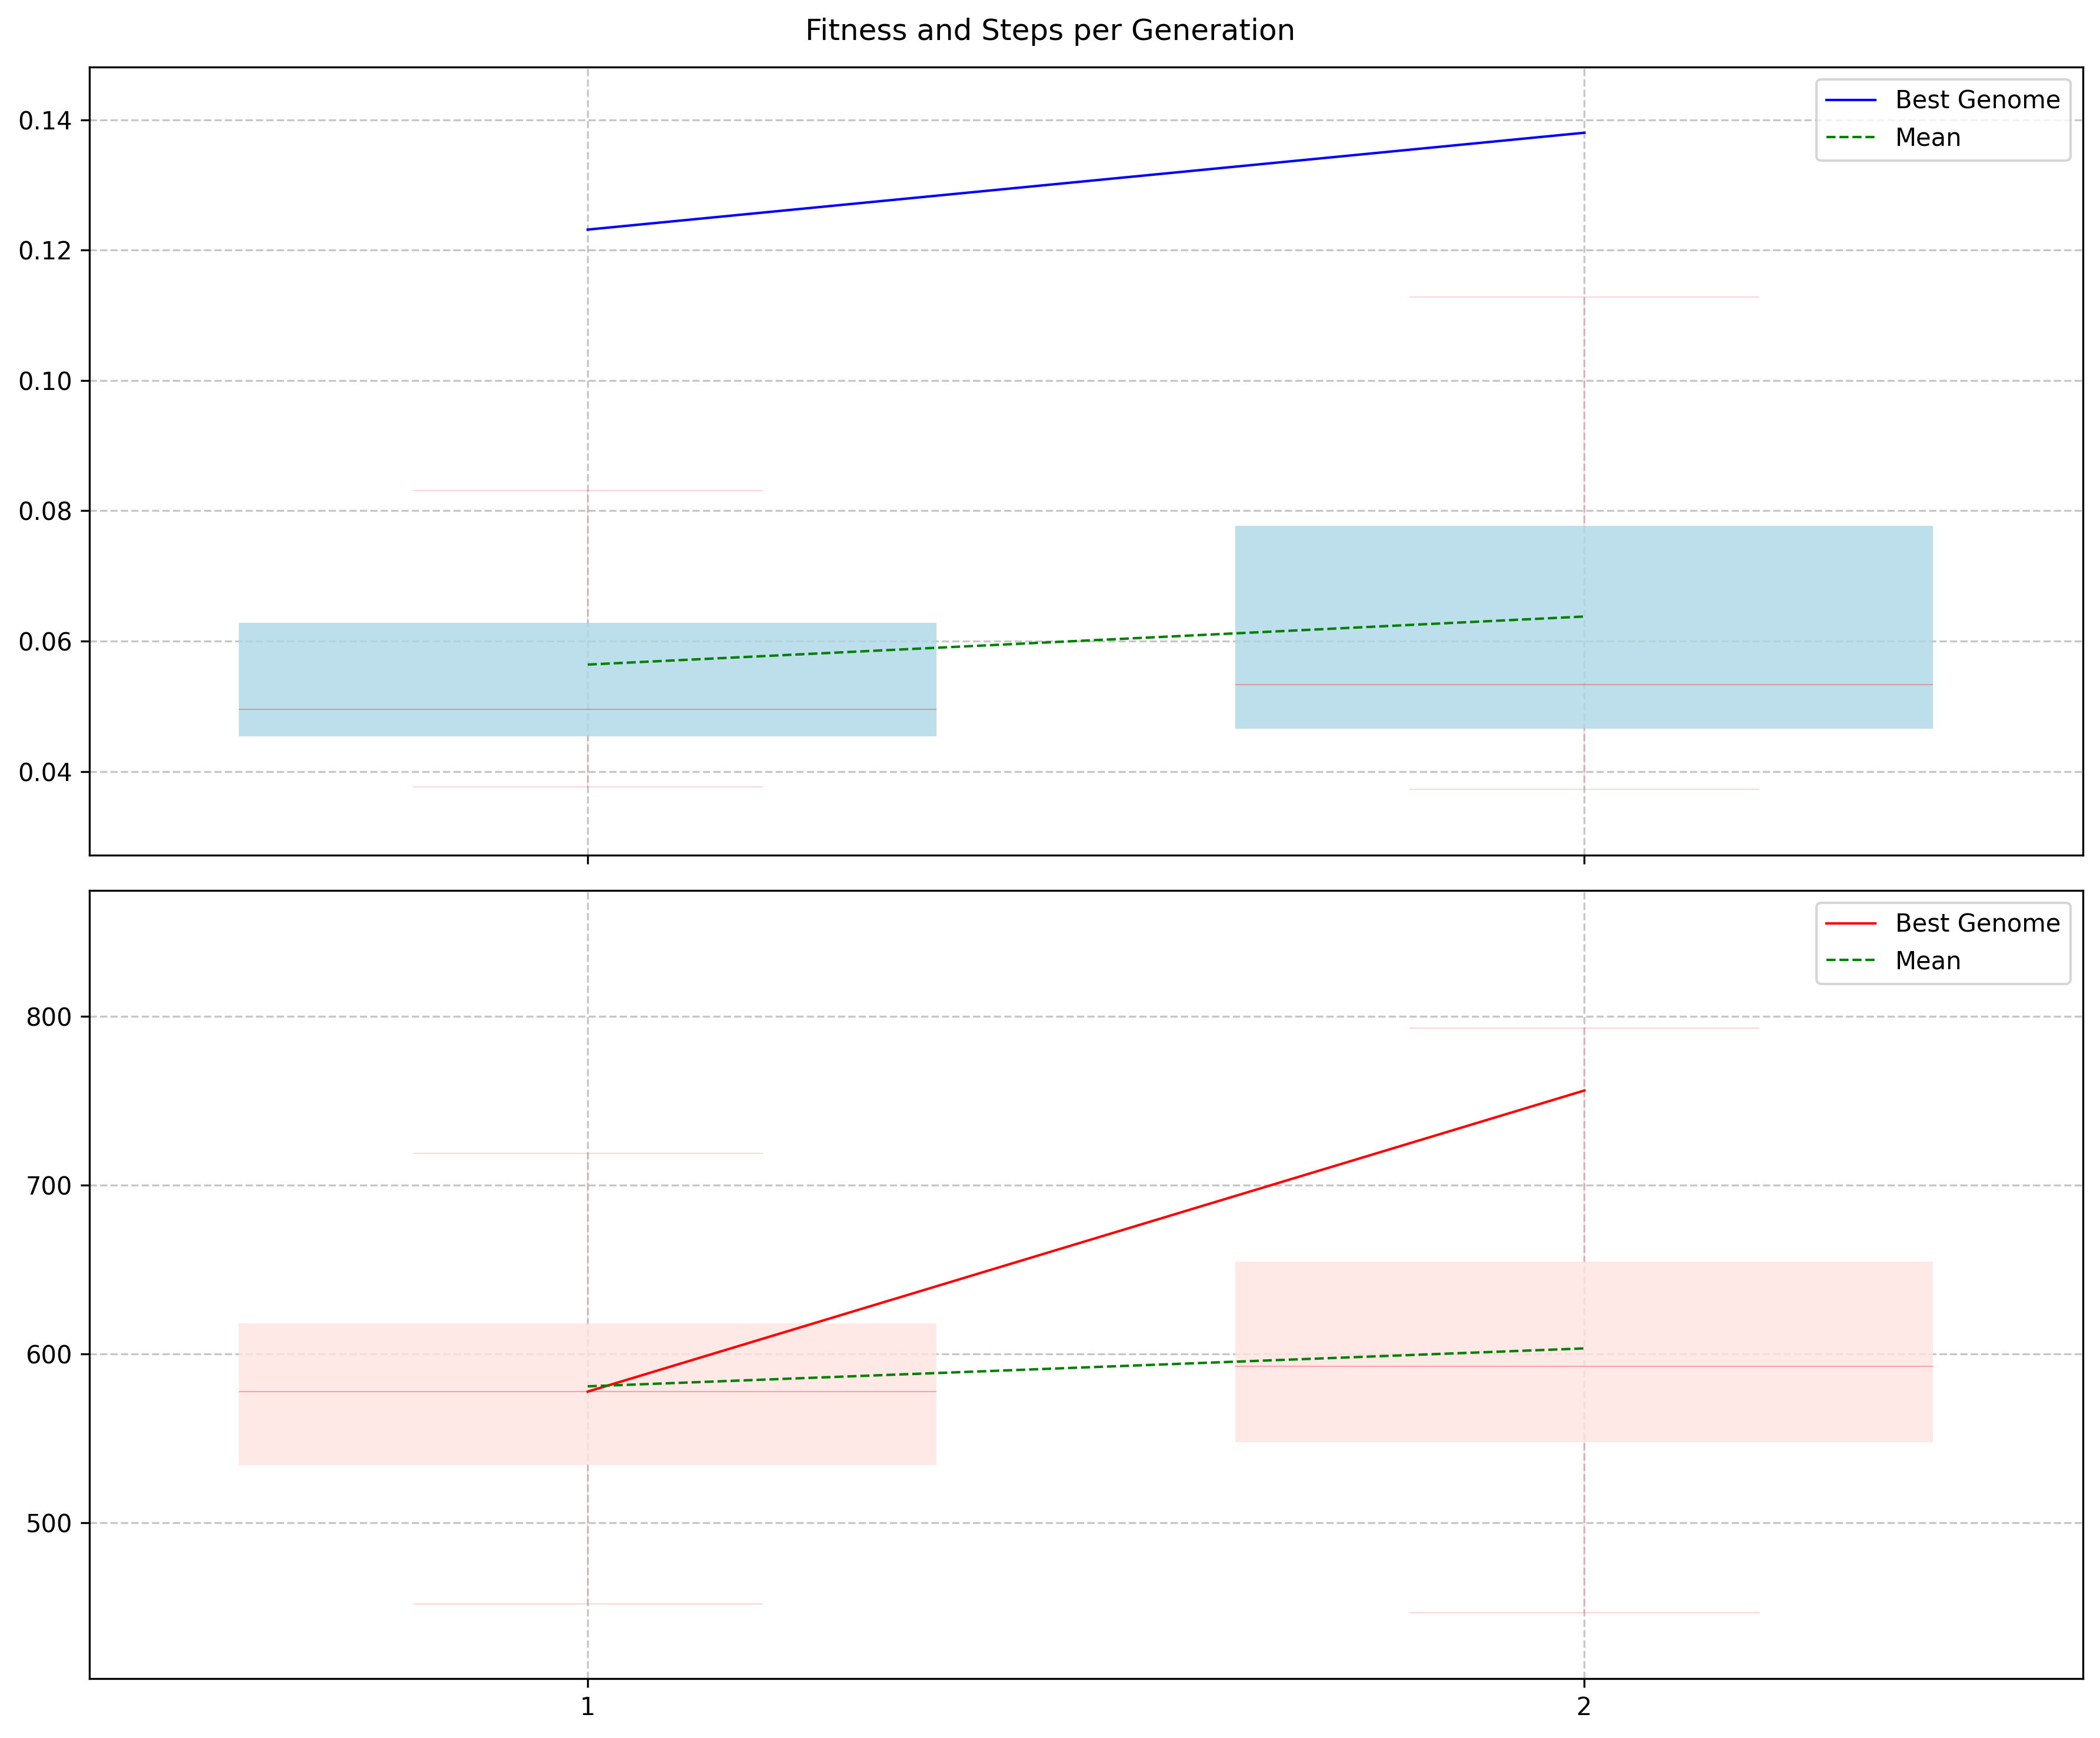 Fitness and Steps per Generation
Best Genome
Mean
0.14
0.12
0.10
0.08
0.06
0.04
Best Genome
Mean
800
700
600
500
1 2